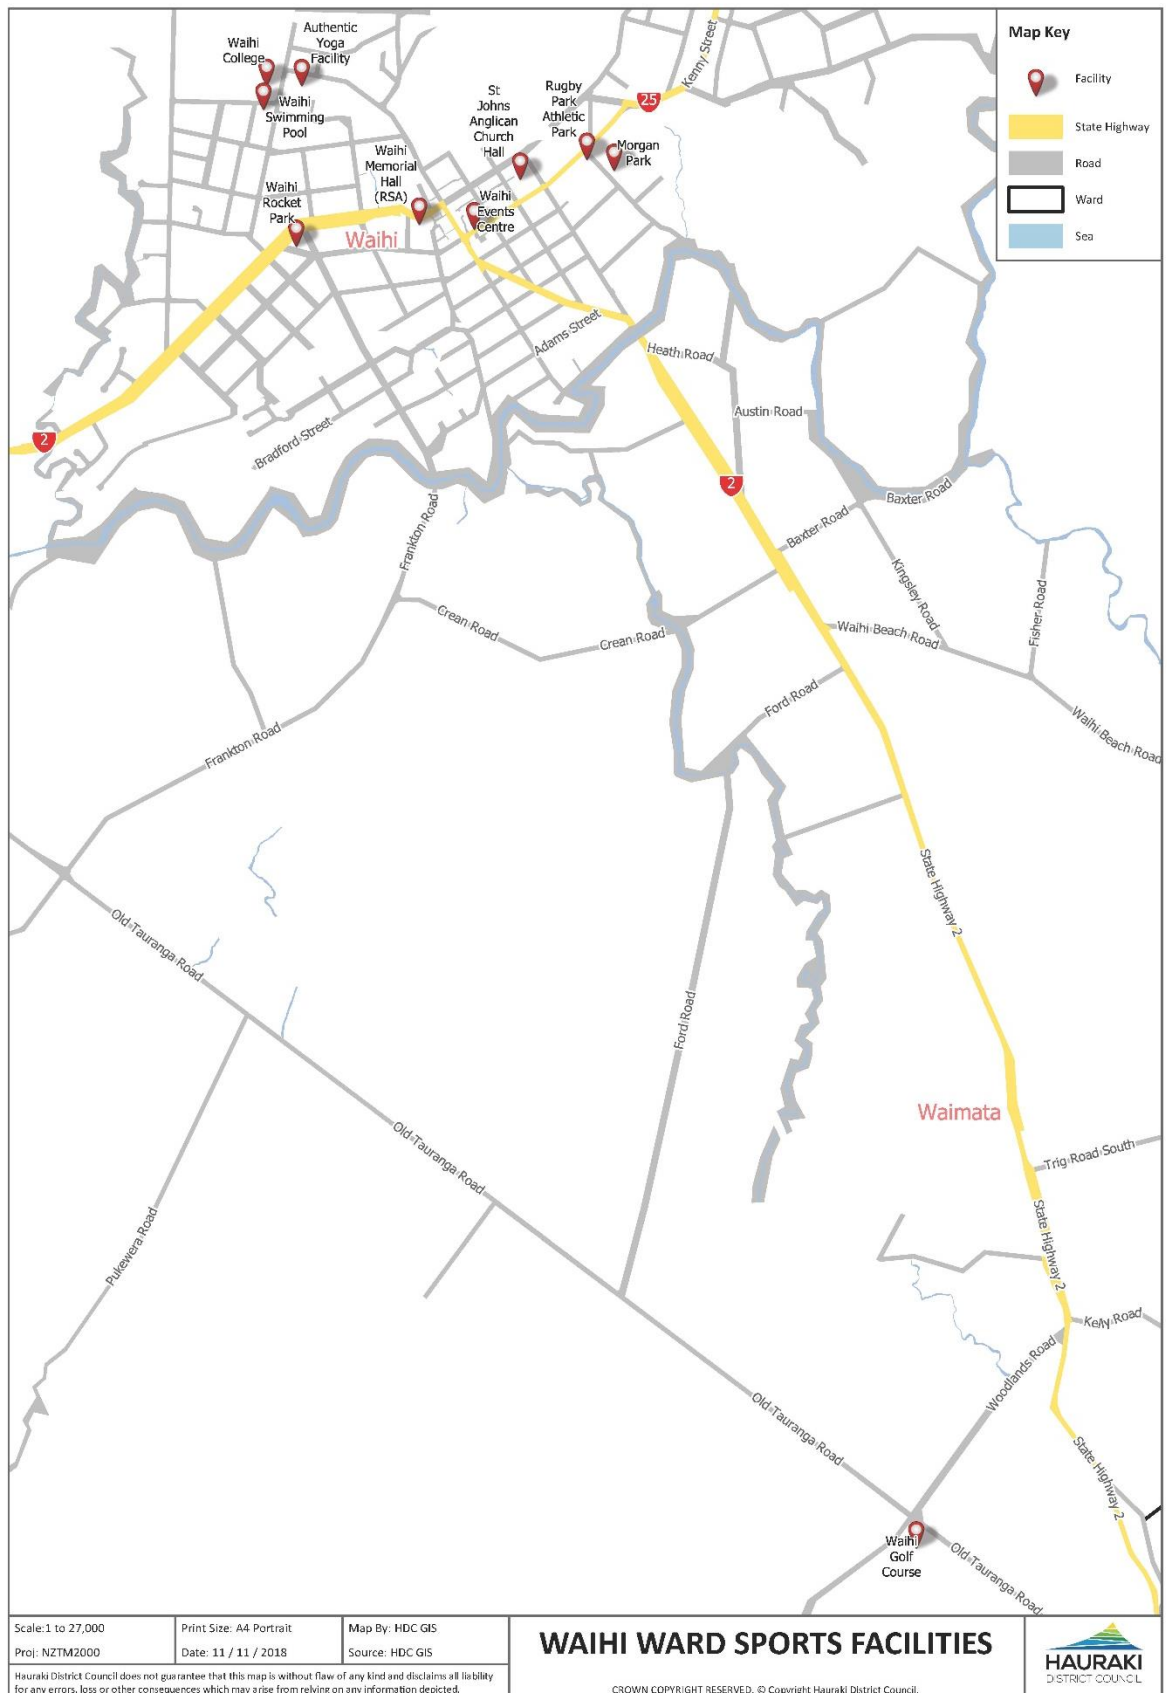 Waihi
College
Authentic
Yoga
Facility
Waihi
Swimming
Pool
Waihi
Rocket
Park
Waihi
Memorial
Hall
(RSA)
Waihi
St
Johns
Anglican
Church
Hall
Waihi
Events
Centre
Rugby
Park
Athletic
Park
Morgan
Park
25
Kenny Street
Map Key
Facility
State Highway
Road
Ward
Sea
Adams Street
Heath Road
Austin Road
Bradford Street
2
2
Baxter Road
Baxter Road
Frankton Road
Kingsley Road
Fisher Road
Crean Road
Crean Road
Waihi Beach Road
Ford Road
Waihi Beach Road
Frankton Road
State Highway 2
Old Tauranga Road
Ford Road
Waimata
Old Tauranga Road
Trig Road South
Pukewera Road
State Highway 2
Kelly Road
Woodlands Road
Old Tauranga Road
State Highway 2
Waihi
Golf
Course
Old Tauranga Road
Scale:1 to 27,000
Print Size: A4 Portrait
Map By: HDC GIS
Proj: NZTM2000
Date: 11 / 11 / 2018
Source: HDC GIS
Hauraki District Council does not guarantee that this map is without flaw of any kind and disclaims all liability
for any errors, loss or other consequences which may arise from relying on any information depicted.
WAIHI WARD SPORTS FACILITIES
CROWN COPYRIGHT RESERVED. © Copyright Hauraki District Council.
HAURAKI
DISTRICT COUNCIL